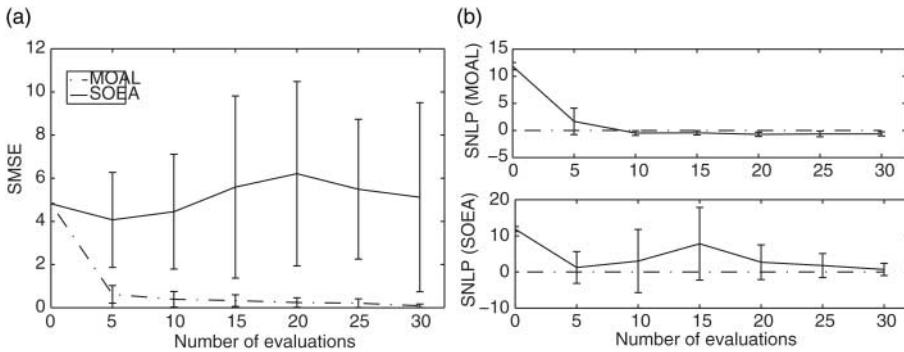 (a)
12
10
8
6
4
2
0
SMSE
MOAL
SOEA
0 5 10 15 20 25 30
Number of evaluations
(b)
15
10
5
0
−5
SNLP (MOAL)
0 5 10 15 20 25 30
20
10
0
−10
SNLP (SOEA)
0 5 10 15 20 25 30
Number of evaluations